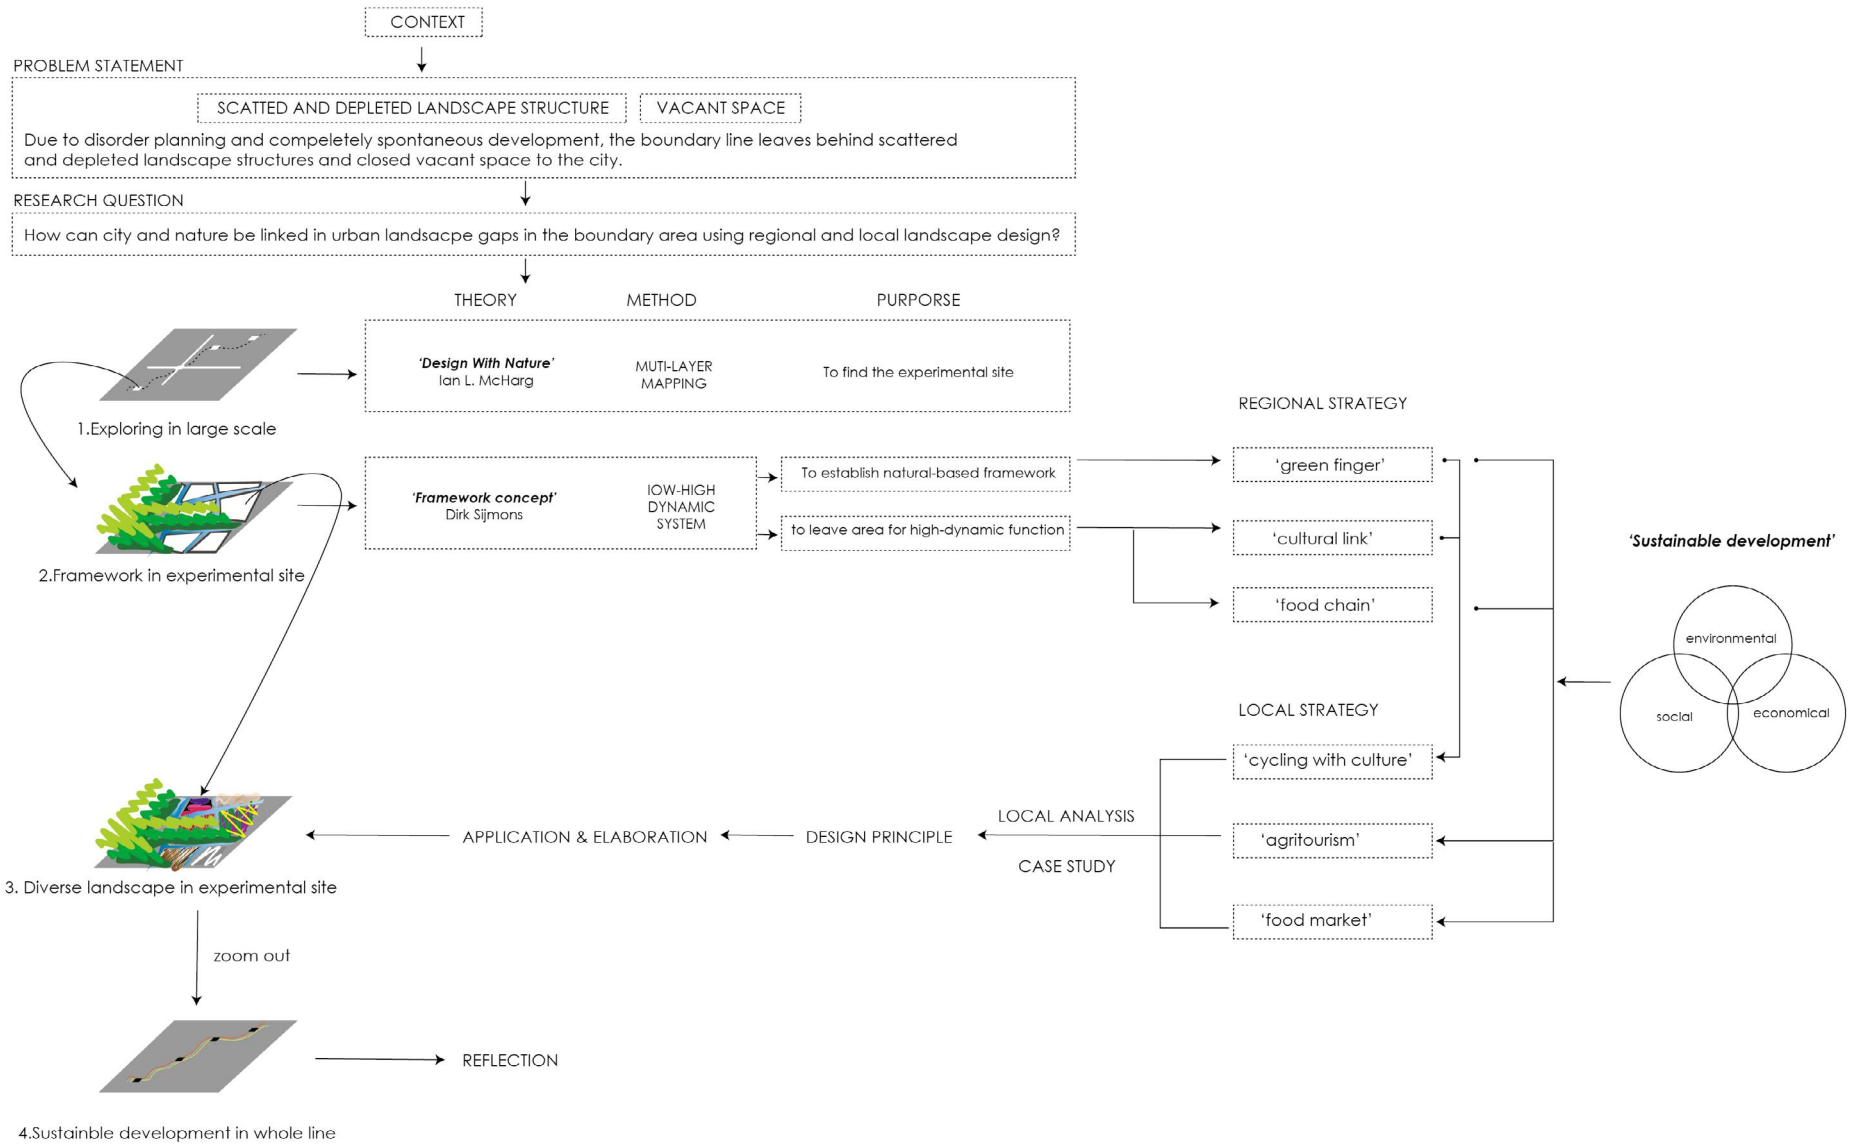 CONTEXT
PROBLEM STATEMENT
SCATTED AND DEPLETED LANDSCAPE STRUCTURE
VACANT SPACE
Due to disorder planning and compeletely spontaneous development, the boundary line leaves behind scattered
and depleted landscape structures and closed vacant space to the city.
RESEARCH QUESTION
How can city and nature be linked in urban landsacpe gaps in the boundary area using regional and local landscape design?
THEORY
METHOD
PURPORSE
‘Design With Nature’
Ian L. McHarg
MUTI-LAYER
MAPPING
To find the experimental site
1.Exploring in large scale
‘Framework concept’
Dirk Sijmons
lOW-HIGH
DYNAMIC
SYSTEM
To establish natural-based framework
to leave area for high-dynamic function
2.Framework in experimental site
REGIONAL STRATEGY
‘green finger’
‘cultural link’
‘food chain’
‘Sustainable development’
environmental
social
economical
LOCAL STRATEGY
‘cycling with culture’
‘agritourism’
‘food market’
LOCAL ANALYSIS
CASE STUDY
DESIGN PRINCIPLE
APPLICATION & ELABORATION
3. Diverse landscape in experimental site
zoom out
REFLECTION
4.Sustainble development in whole line